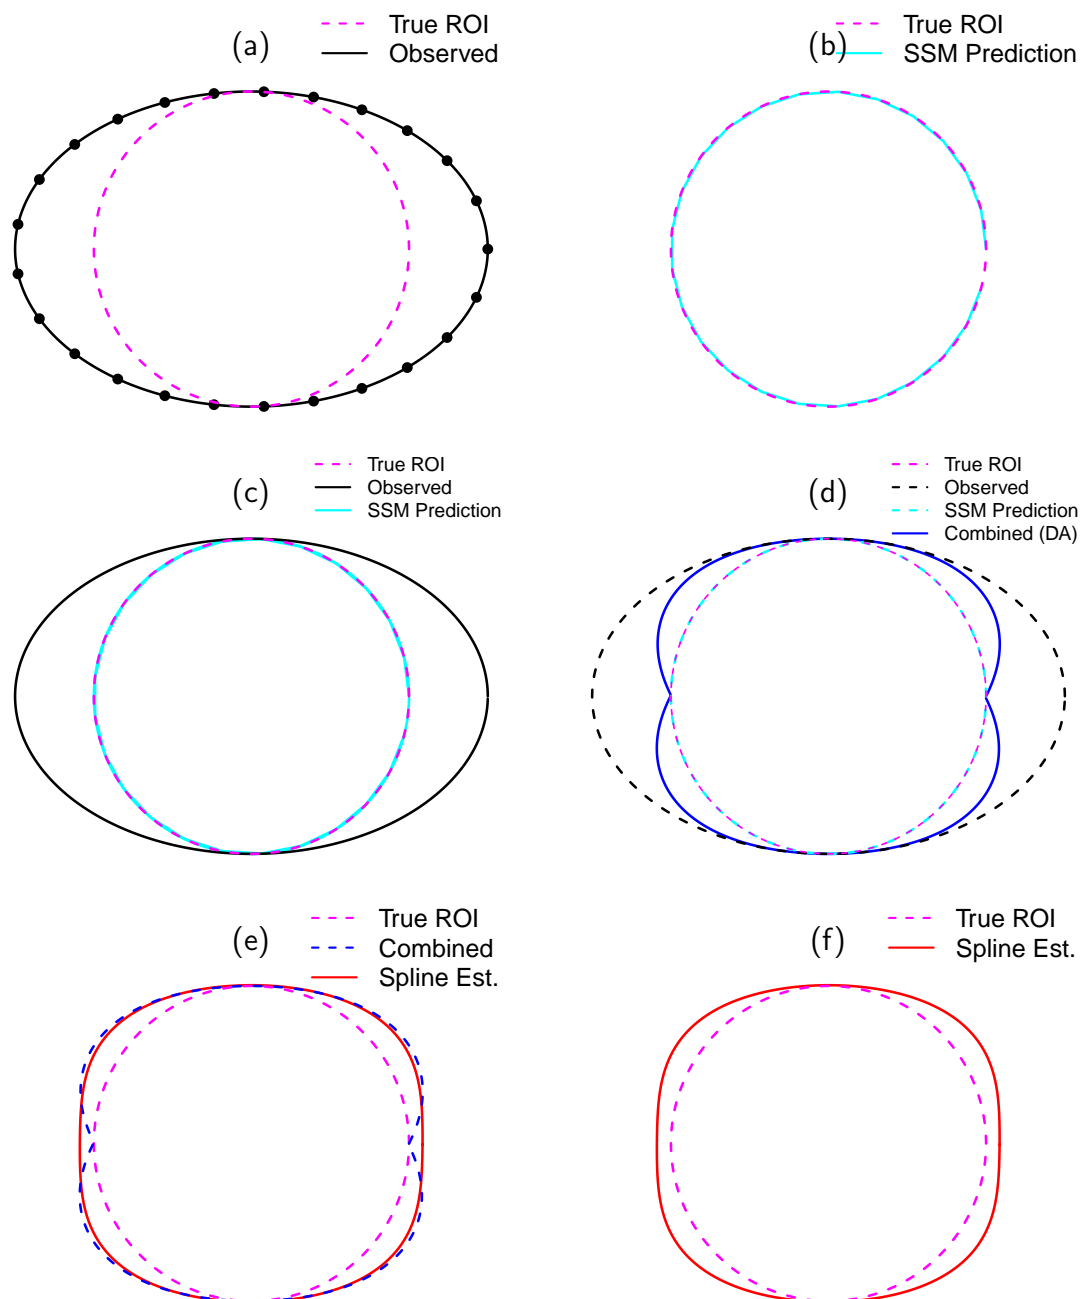 (a)
True ROI
Observed
(b)
True ROI
SSM Prediction
(c)
True ROI
Observed
SSM Prediction
(d)
True ROI
Observed
SSM Prediction
Combined (DA)
(e)
True ROI
Combined
Spline Est.
(f)
True ROI
Spline Est.